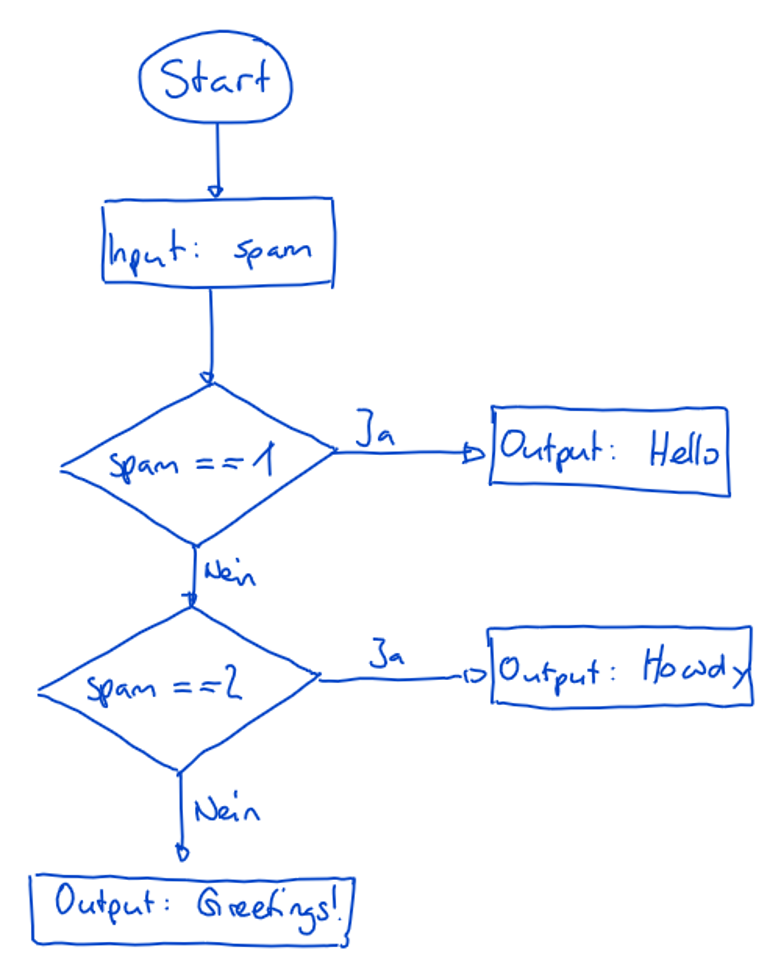 Start
Input: spam
spam == 1
Ja
Output: Hello
Nein
spam == 2
Ja
Output: Howdy
Nein
Output: Greetings!